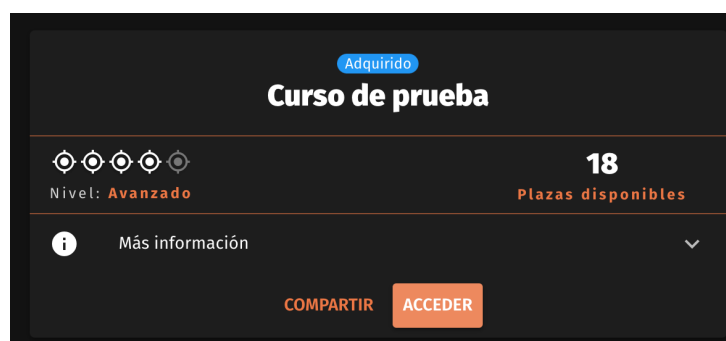 Adquirido
Curso de prueba
18
Nivel: Avanzado
Plazas disponibles
Más información
COMPARTIR
ACCEDER